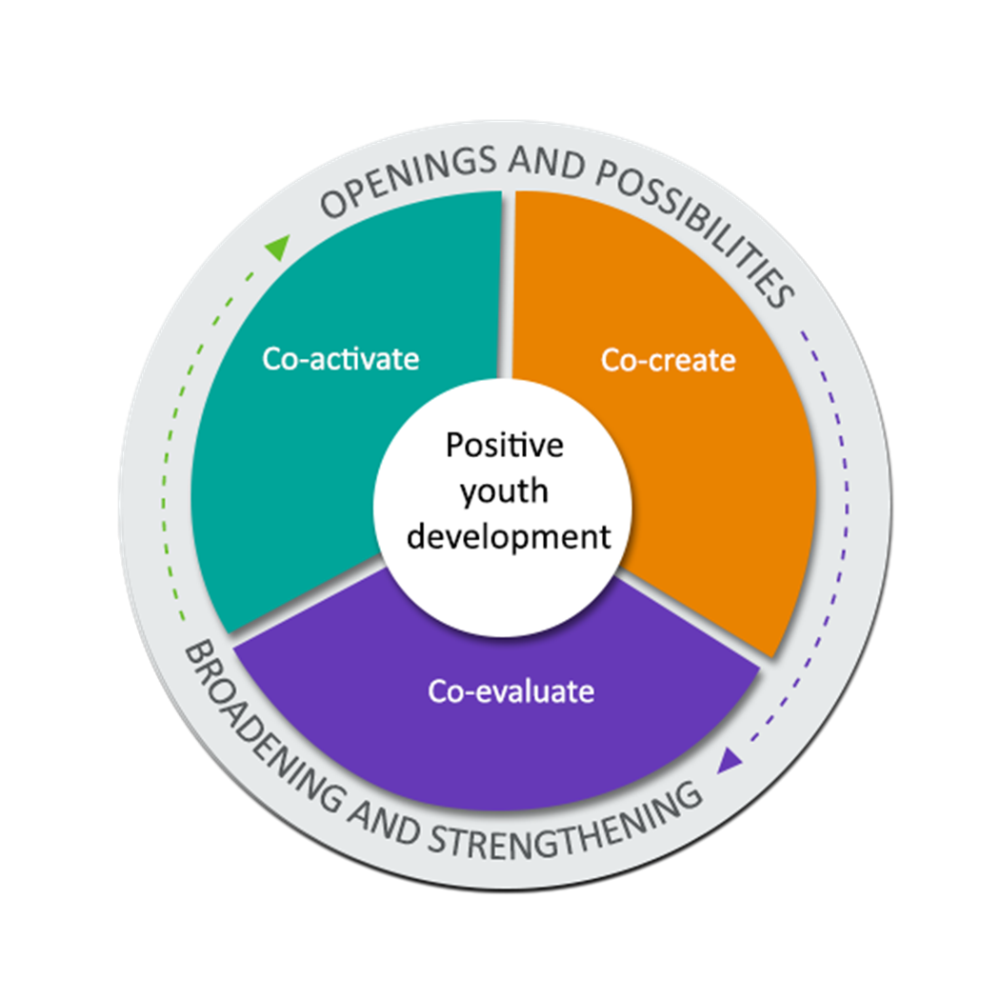 OPENINGS AND POSSIBILITIES
Co-activate
Co-create
Positive
youth
development
Co-evaluate
BROADENING AND STRENGTHENING